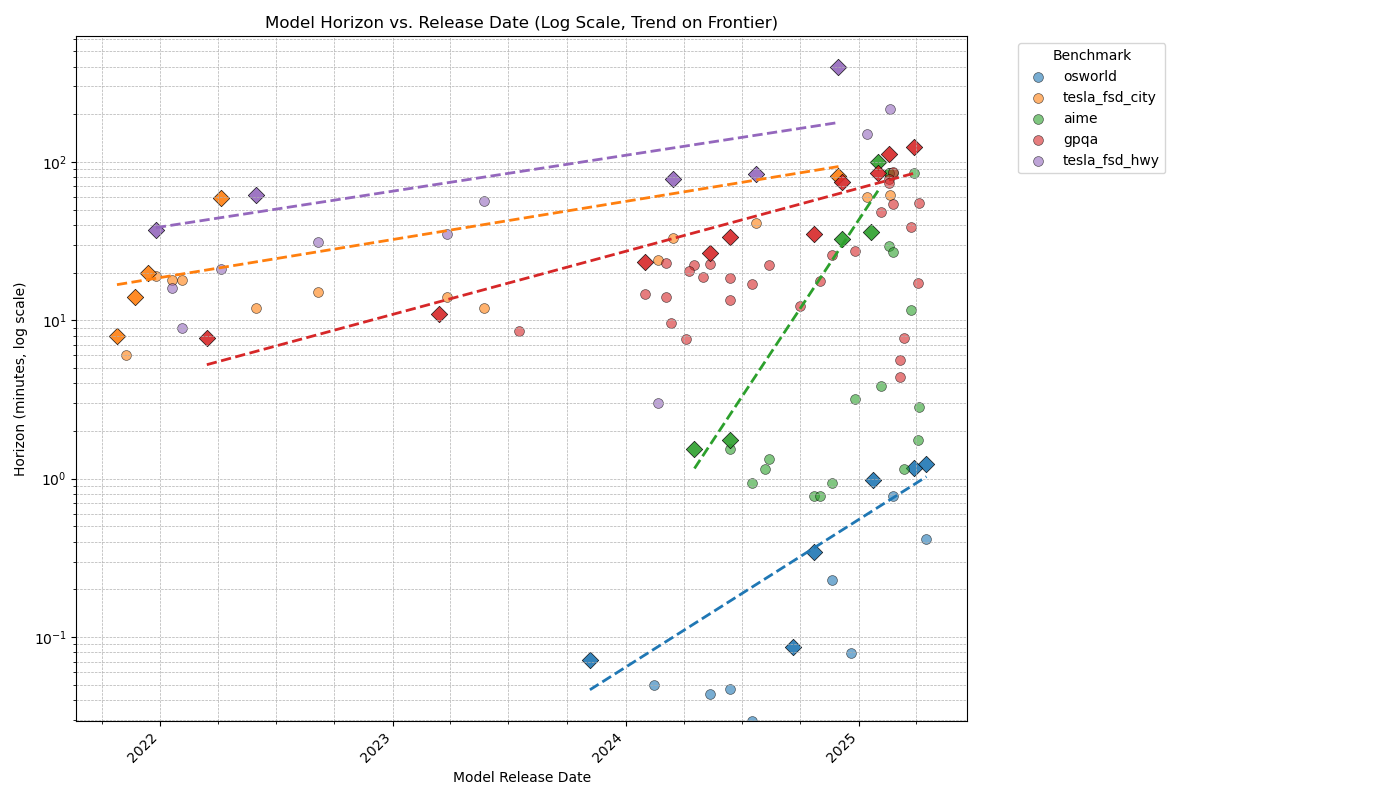 Model Horizon vs. Release Date (Log Scale, Trend on Frontier)
Benchmark
osworld
tesla_fsd_city
aime
gpqa
tesla_fsd_hwy
Horizon (minutes, log scale)
10²
10¹
10⁰
10⁻¹
2022
2023
2024
2025
Model Release Date